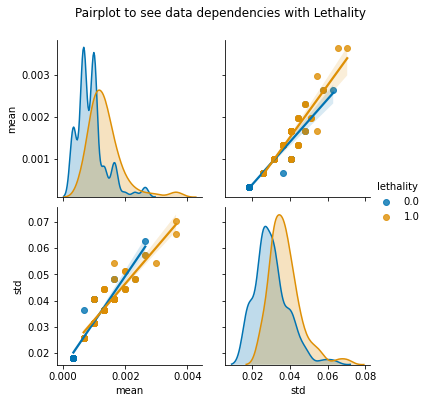 Pairplot to see data dependencies with Lethality
0.003
0.002
0.001
mean
lethality
0.0
1.0
0.07
0.06
0.05
0.04
0.03
0.02
std
0.000 0.002 0.004
mean
0.02 0.04 0.06 0.08
std